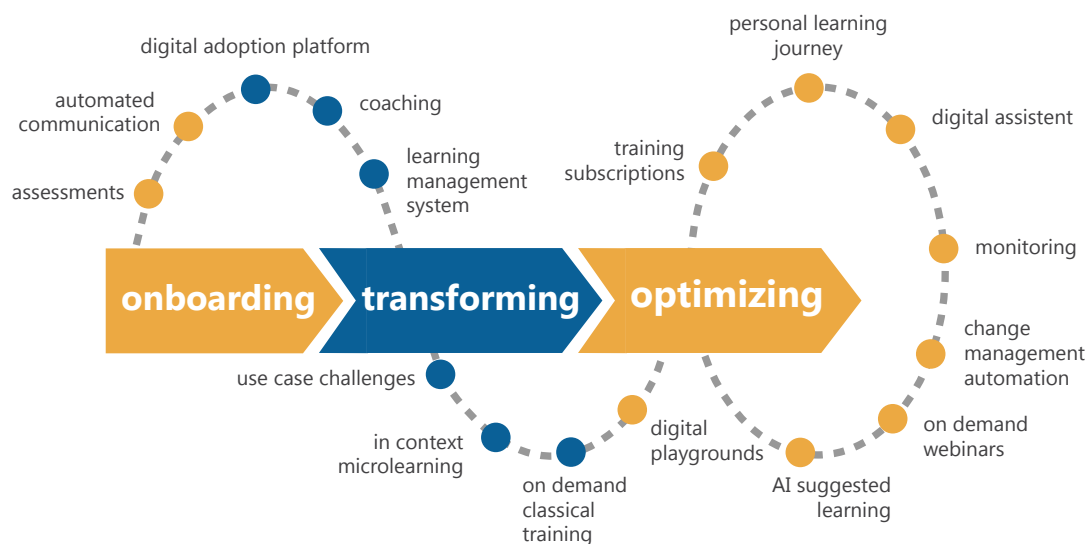 personal learning
journey
digital adoption platform
automated
communication
coaching
digital assistent
training
subscriptions
learning
management
system
assessments
monitoring
onboarding
transforming
optimizing
change
management
automation
use case challenges
in context
microlearning
digital
playgrounds
on demand
webinars
on demand
classical
training
AI suggested
learning